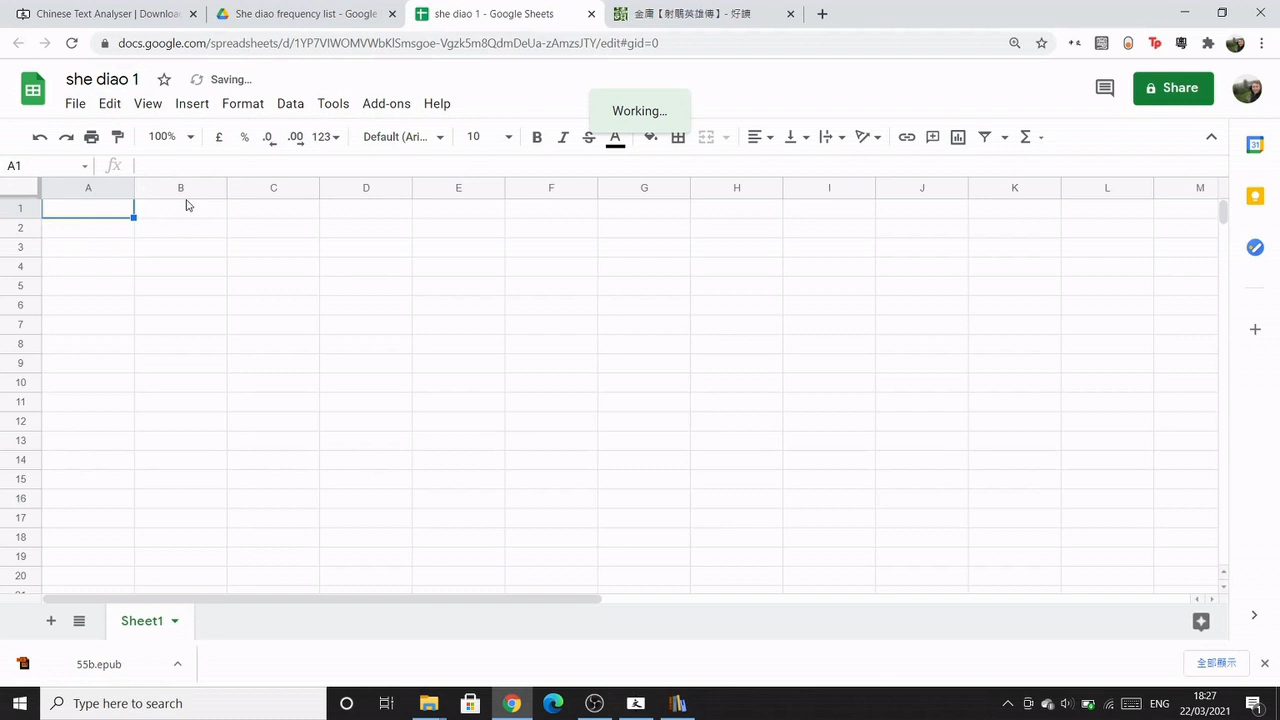 Chinese Text Analyser | Download
She diao frequency list - Google
she diao 1 - Google Sheets
金庸【射鵰英雄傳】- 好讀
docs.google.com/spreadsheets/d/1YP7VIWOMVWbKlSmsgoe-Vgzk5m8QdmDeUa-zAmzsJTY/edit#gid=0
she diao 1
Saving...
File Edit View Insert Format Data Tools Add-ons Help
Working...
Share
100% £ % .0 .00 123 Default (Ari... 10 B I S A
A1 fx
A B C D E F G H I J K L M
1
2
3
4
5
6
7
8
9
10
11
12
13
14
15
16
17
18
19
20
Sheet1
55b.epub
全部顯示
Type here to search
ENG
18:27
22/03/2021